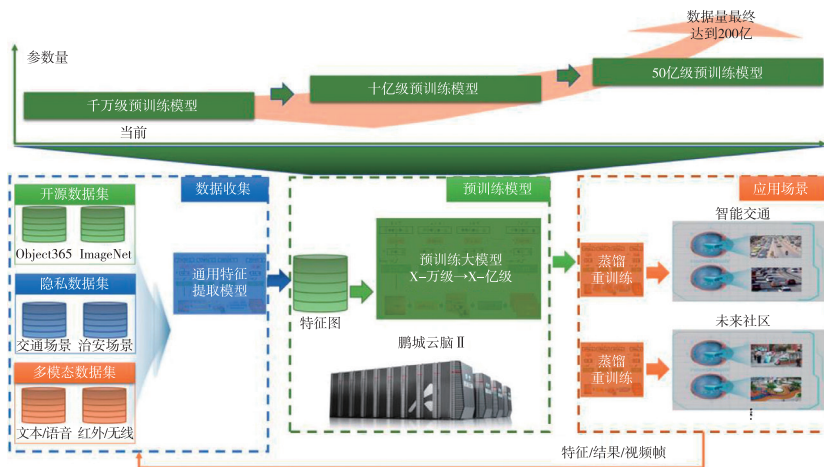 数据量最终
达到200亿
参数量
50亿级预训练模型
十亿级预训练模型
千万级预训练模型
当前
数据收集
预训练模型
应用场景
开源数据集
Object365
ImageNet
隐私数据集
交通场景
治安场景
多模态数据集
文本/语音
红外/无线
通用特征
提取模型
特征图
预训练大模型
X-万级→X-亿级
鹏城云脑Ⅱ
智能交通
蒸馏
重训练
未来社区
蒸馏
重训练
特征/结果/视频帧